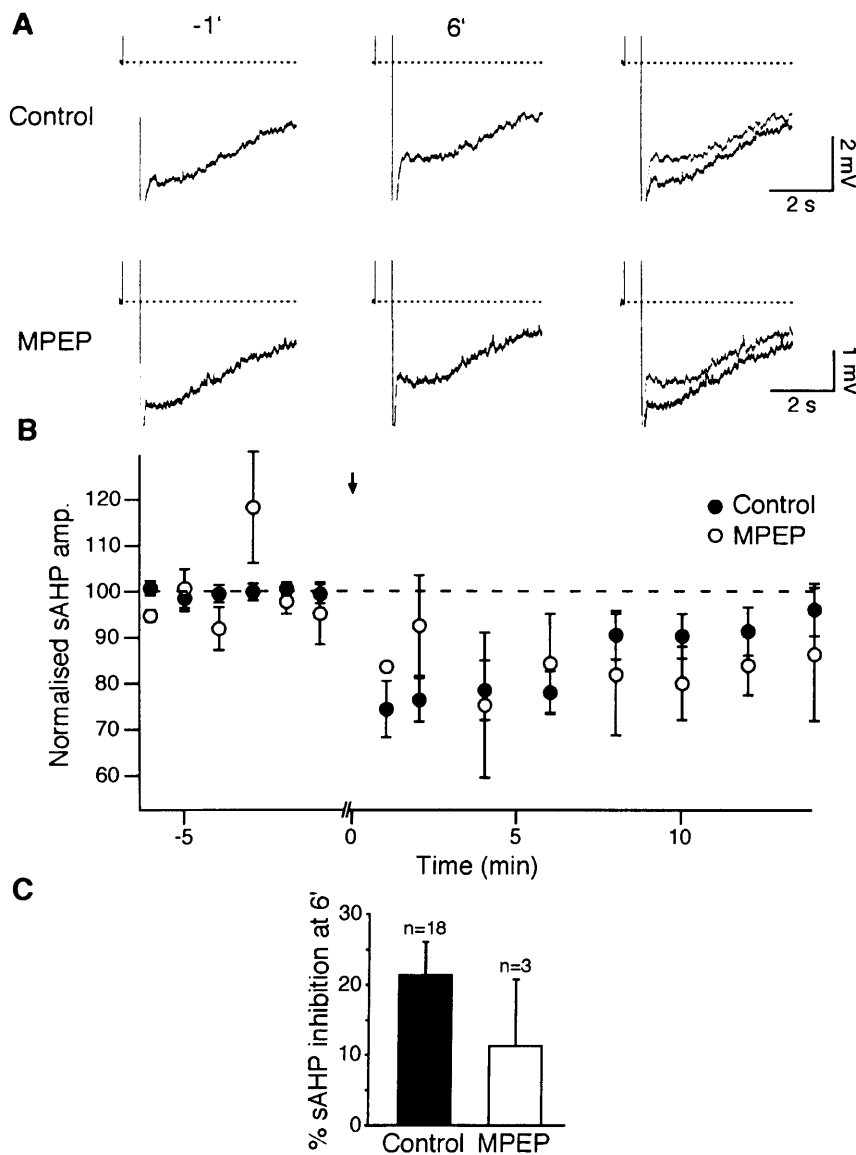 A
-1' 6'
Control
2 mV
2 s
MPEP
1 mV
2 s
B
Normalised sAHP amp.
120
110
100
90
80
70
60
Control
MPEP
-5 0 5 10
Time (min)
C
% sAHP inhibition at 6'
30
20
10
0
n=18
n=3
Control MPEP